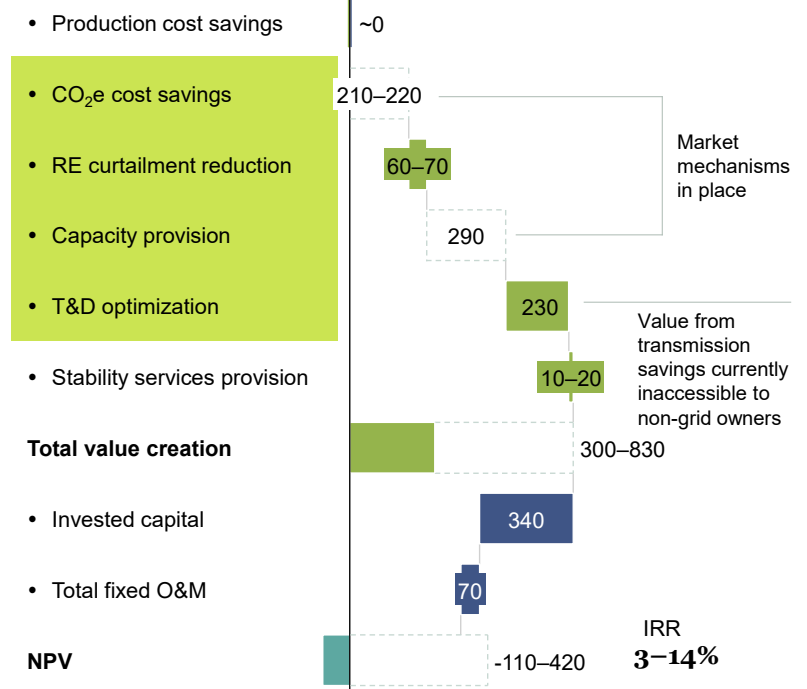 • Production cost savings ~0
• CO₂e cost savings 210–220
• RE curtailment reduction 60–70
Market
mechanisms
in place
• Capacity provision 290
• T&D optimization 230
Value from
transmission
savings currently
inaccessible to
non-grid owners
• Stability services provision 10–20
Total value creation 300–830
• Invested capital 340
• Total fixed O&M 70
NPV -110–420
IRR
3–14%